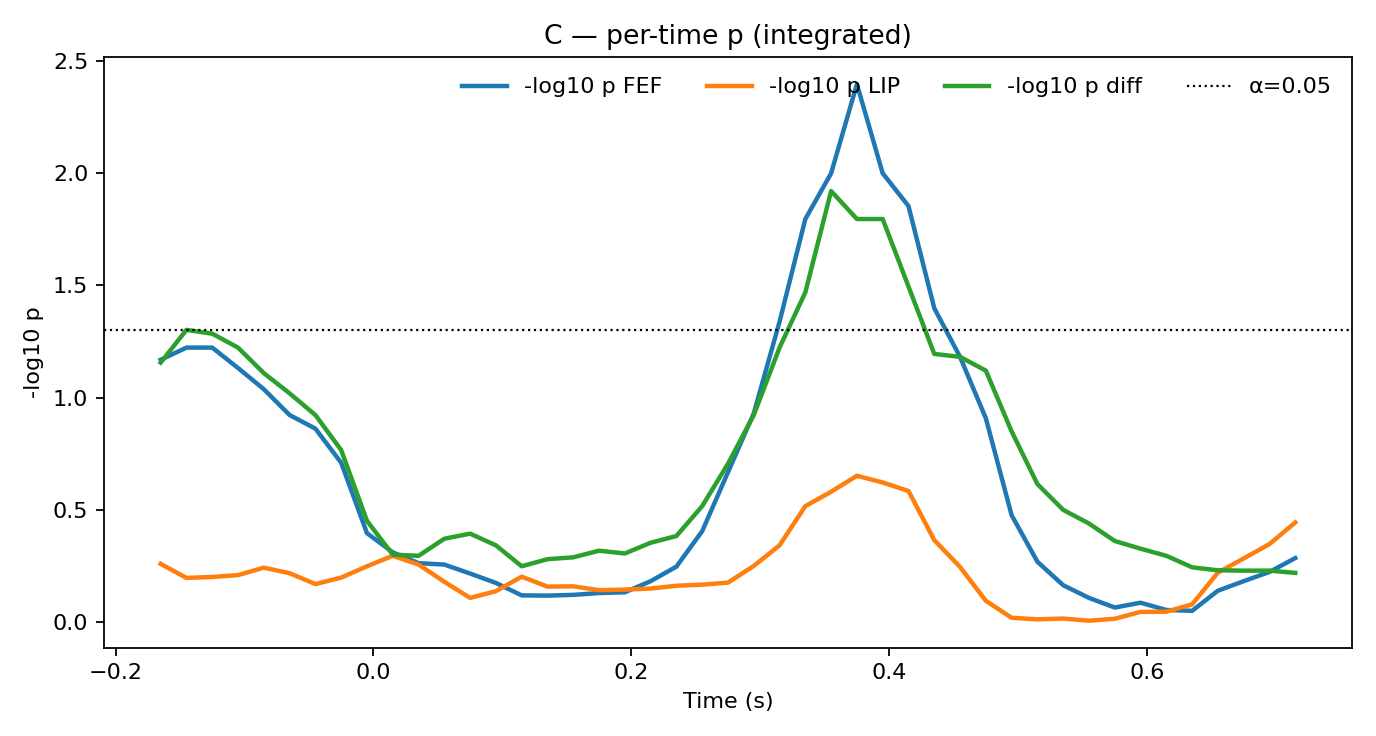 C — per-time p (integrated)
-log10 p FEF -log10 p LIP -log10 p diff α=0.05
2.5
2.0
1.5
1.0
0.5
0.0
-log10 p
−0.2 0.0 0.2 0.4 0.6
Time (s)